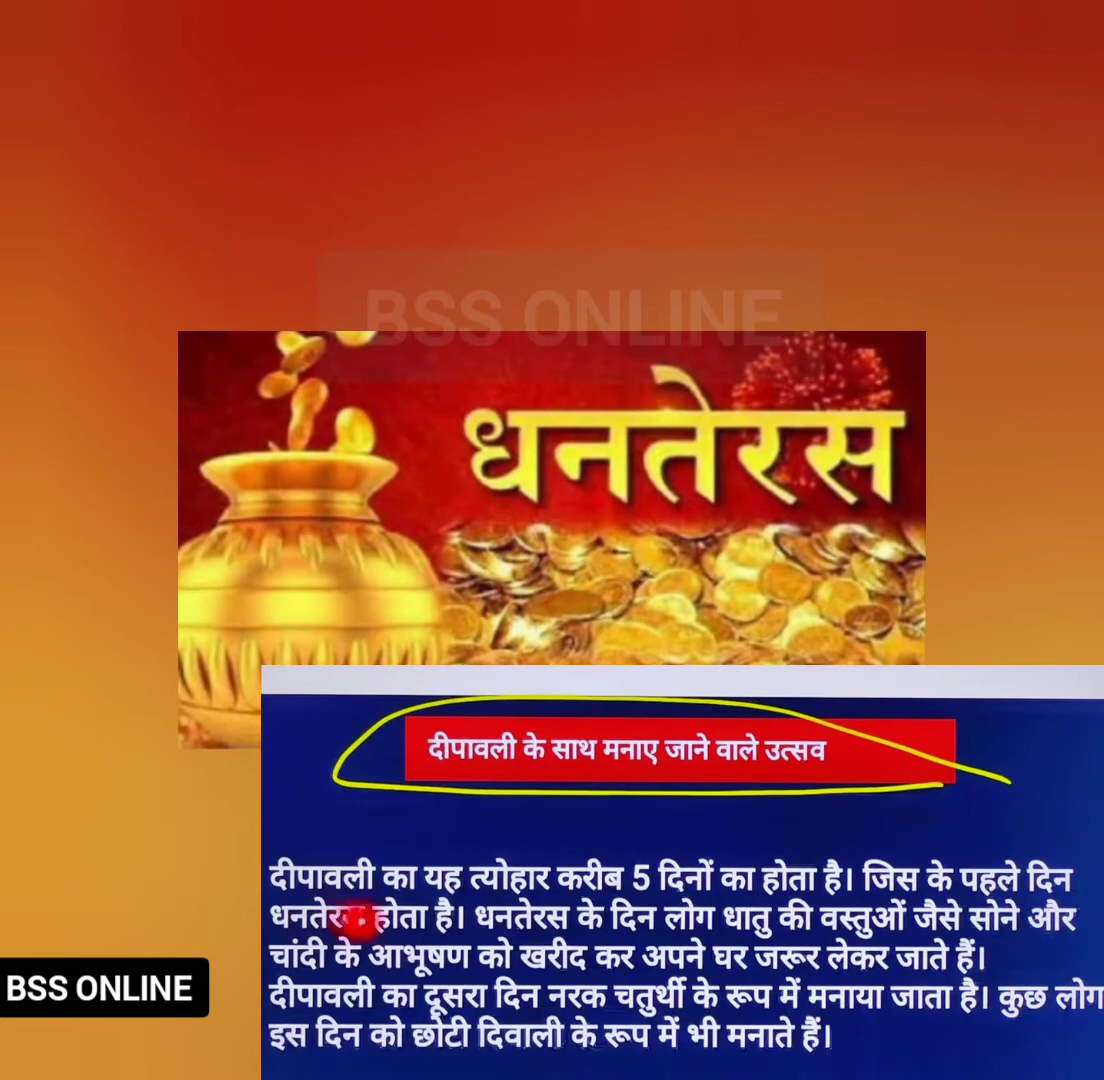 BSS ONLINE
धनतेरस
दीपावली के साथ मनाए जाने वाले उत्सव
दीपावली का यह त्योहार करीब 5 दिनों का होता है। जिस के पहले दिन
होता है। धनतेरस के दिन लोग धातु की वस्तुओं जैसे सोने और
चांदी के आभूषण को खरीद कर अपने घर जरूर लेकर जाते हैं।
दीपावली का दूसरा दिन नरक चतुर्थी के रूप में मनाया जाता है। कुछ लोग
इस दिन को छोटी दिवाली के रूप में भी मनाते हैं।
BSS ONLINE